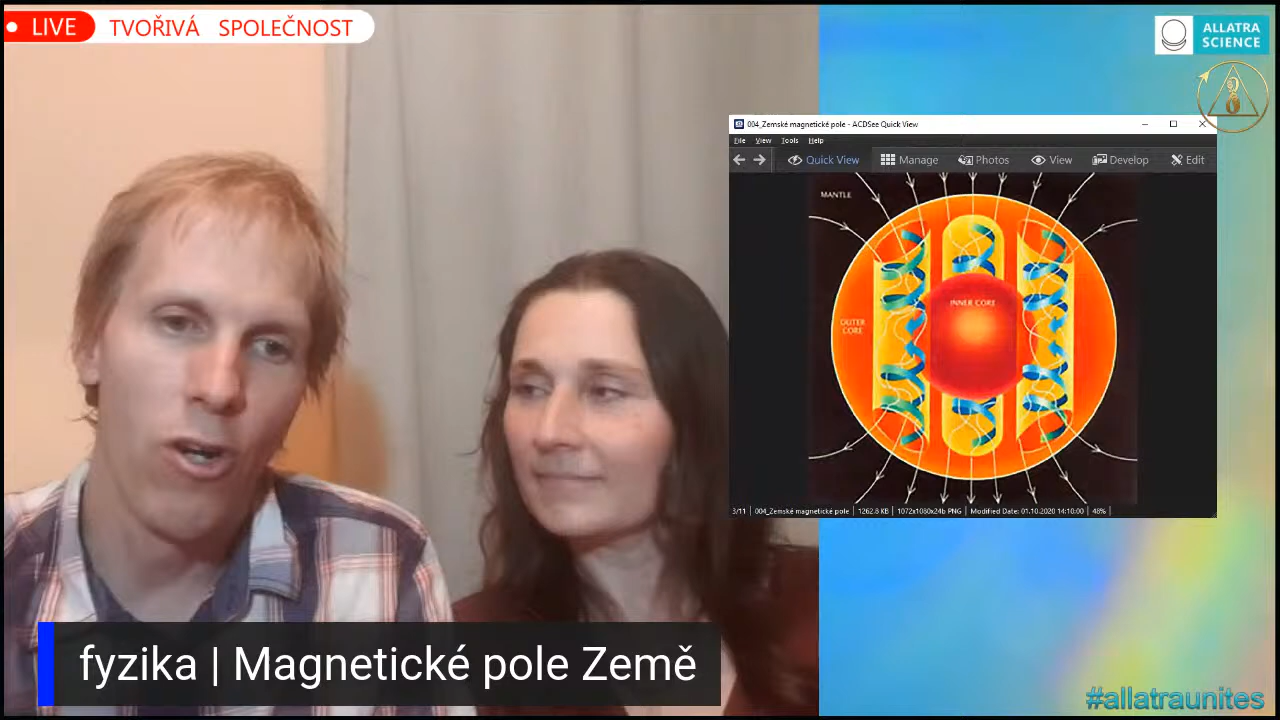 LIVE TVOŘIVÁ SPOLEČNOST
ALLATRA
SCIENCE
004_Zemské magnetické pole - ACDSee Quick View
File View Tools Help
Quick View Manage Photos View Develop Edit
MANTLE
INNER CORE
OUTER
CORE
3/11 | 004_Zemské magnetické pole | 1262.8 KB | 1072x1080x24b PNG | Modified Date: 01.10.2020 14:10:00 | 48%
fyzika | Magnetické pole Země
#allatraunites